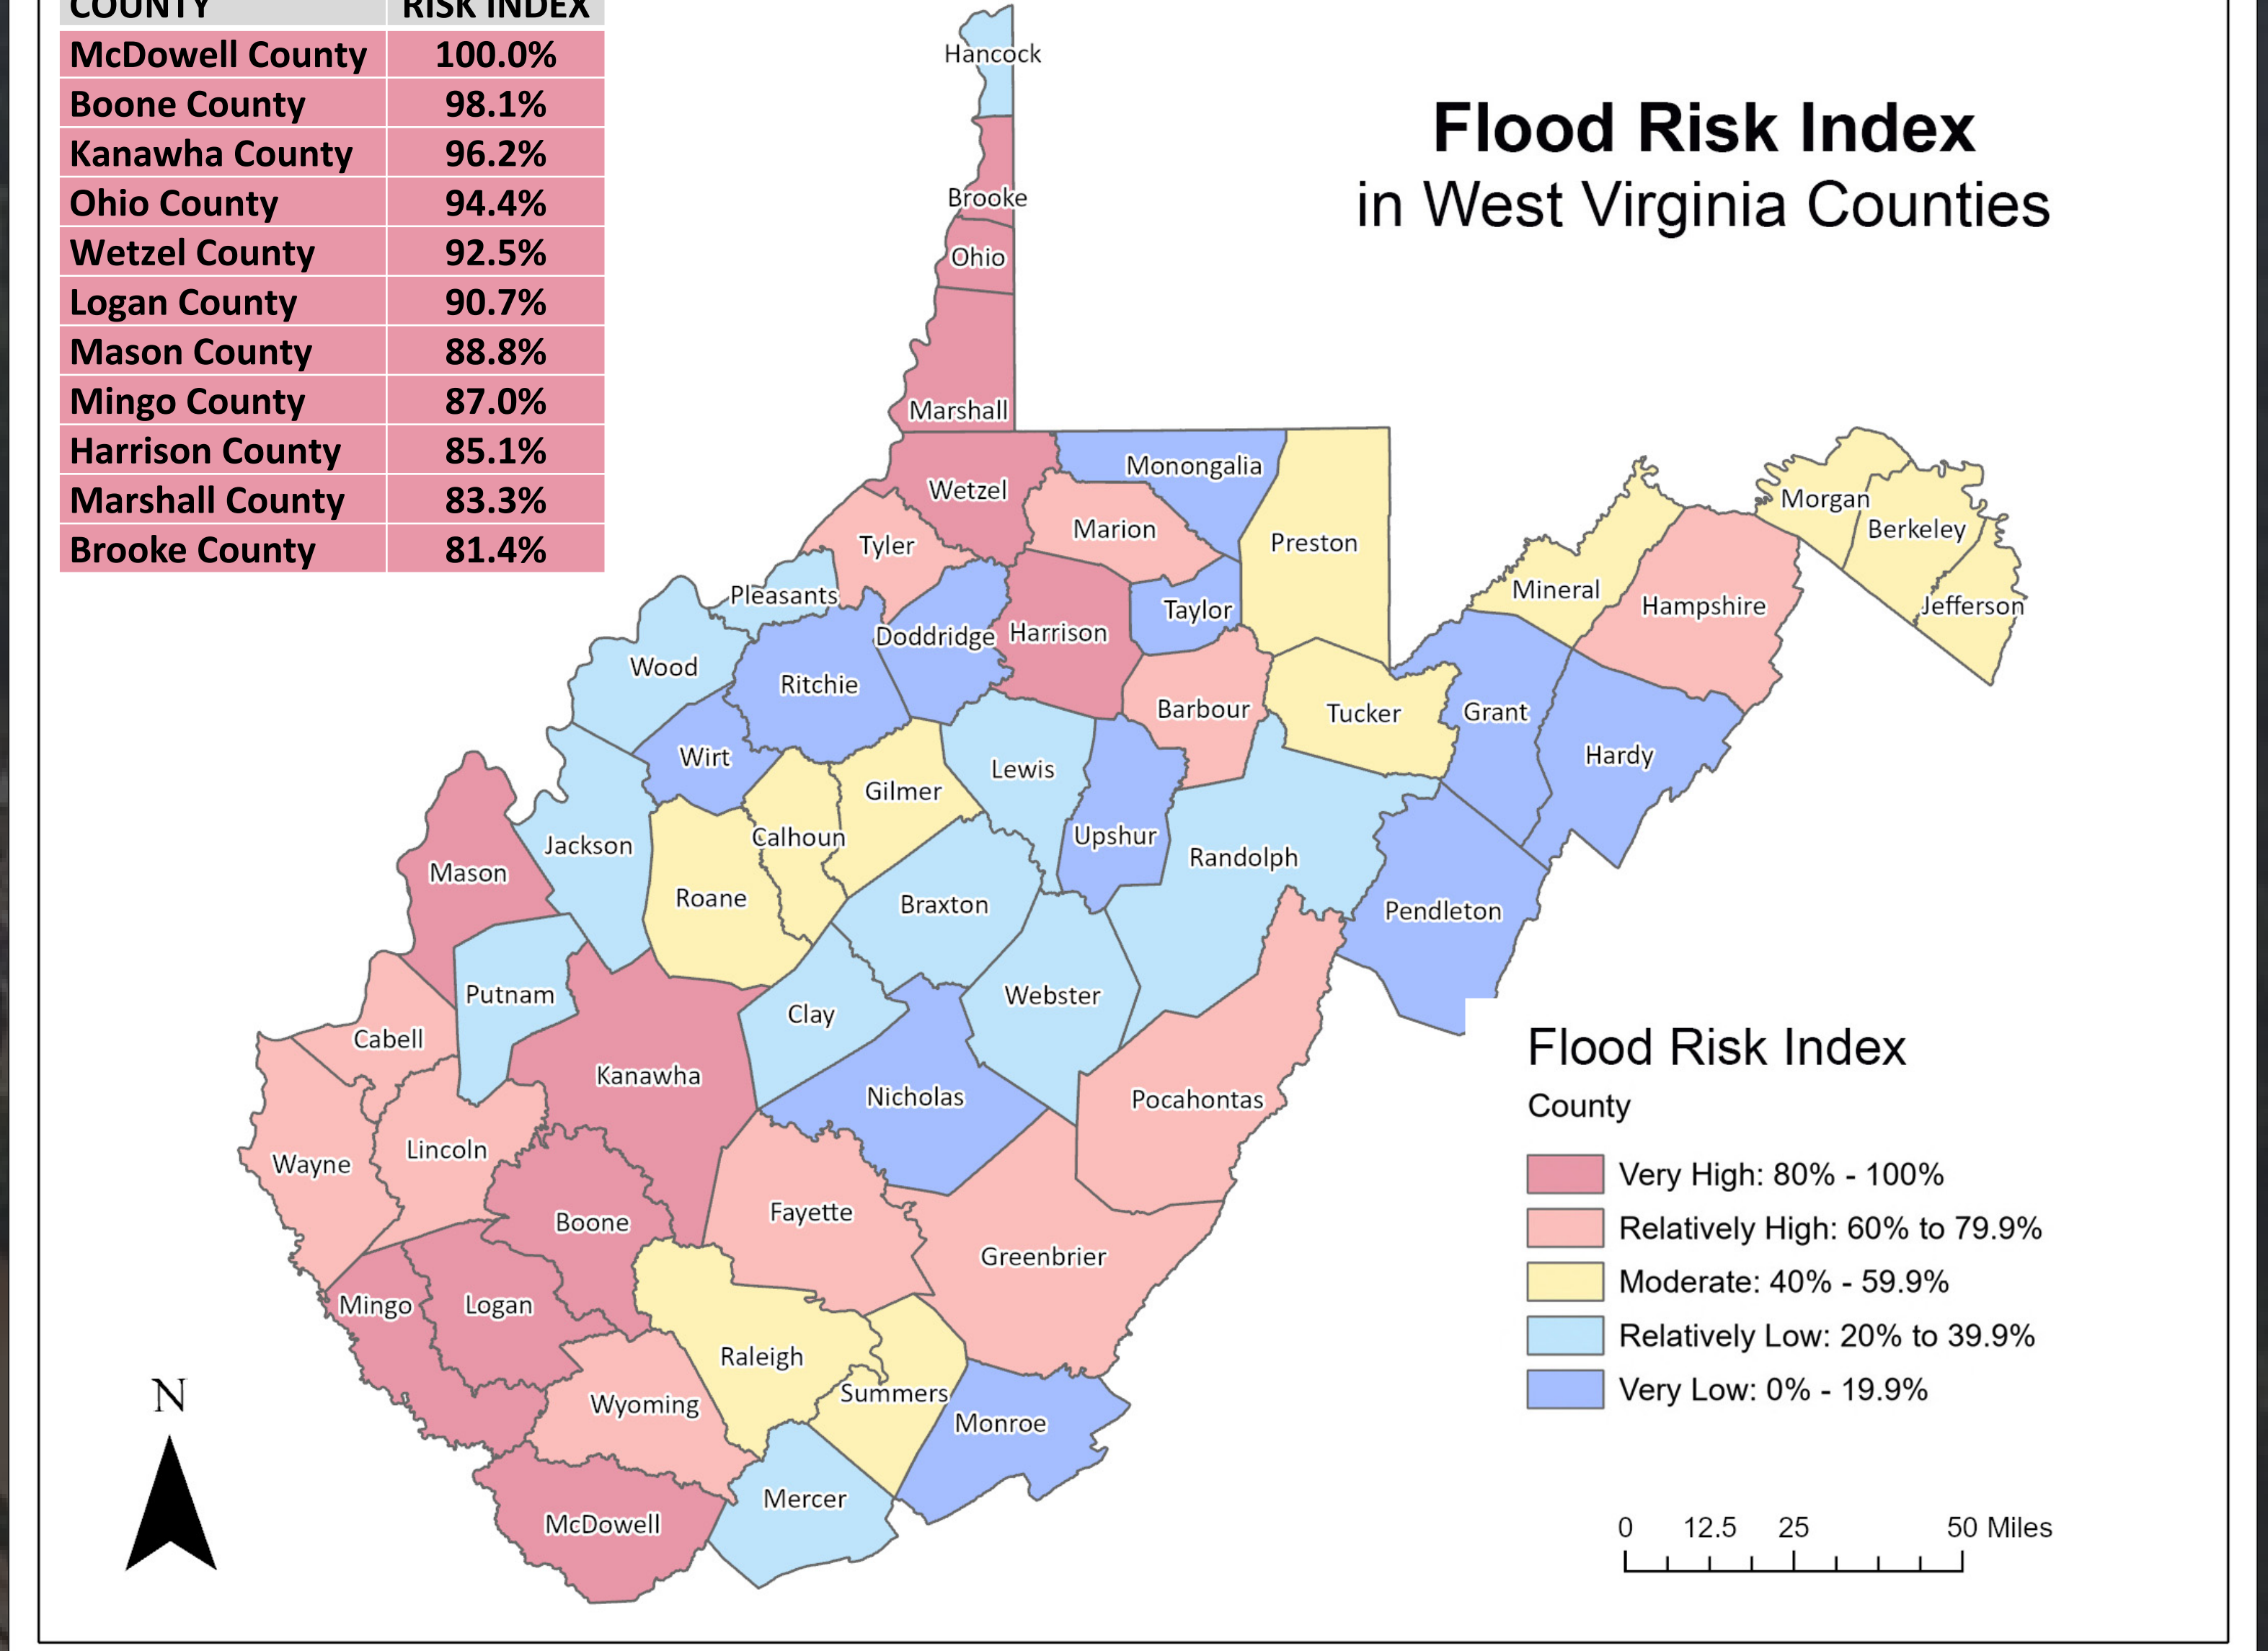 COUNTY RISK INDEX
McDowell County 100.0%
Boone County 98.1%
Kanawha County 96.2%
Ohio County 94.4%
Wetzel County 92.5%
Logan County 90.7%
Mason County 88.8%
Mingo County 87.0%
Harrison County 85.1%
Marshall County 83.3%
Brooke County 81.4%
Flood Risk Index
in West Virginia Counties
Hancock
Brooke
Ohio
Marshall
Wetzel
Monongalia
Marion
Preston
Tyler
Pleasants
Doddridge
Harrison
Taylor
Morgan
Berkeley
Jefferson
Mineral
Hampshire
Wood
Ritchie
Barbour
Tucker
Grant
Hardy
Wirt
Calhoun
Gilmer
Lewis
Upshur
Randolph
Pendleton
Jackson
Mason
Roane
Braxton
Putnam
Clay
Webster
Cabell
Kanawha
Nicholas
Pocahontas
Wayne
Lincoln
Boone
Fayette
Greenbrier
Mingo
Logan
Raleigh
Summers
Wyoming
Monroe
McDowell
Mercer
Flood Risk Index
County
Very High: 80% - 100%
Relatively High: 60% to 79.9%
Moderate: 40% - 59.9%
Relatively Low: 20% to 39.9%
Very Low: 0% - 19.9%
N
0 12.5 25 50 Miles